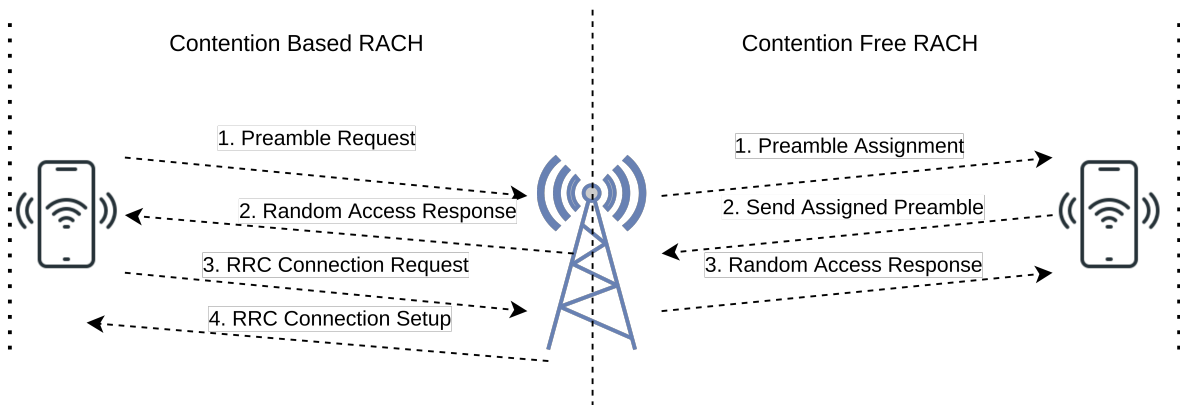 Contention Based RACH
1. Preamble Request
2. Random Access Response
3. RRC Connection Request
4. RRC Connection Setup
Contention Free RACH
1. Preamble Assignment
2. Send Assigned Preamble
3. Random Access Response